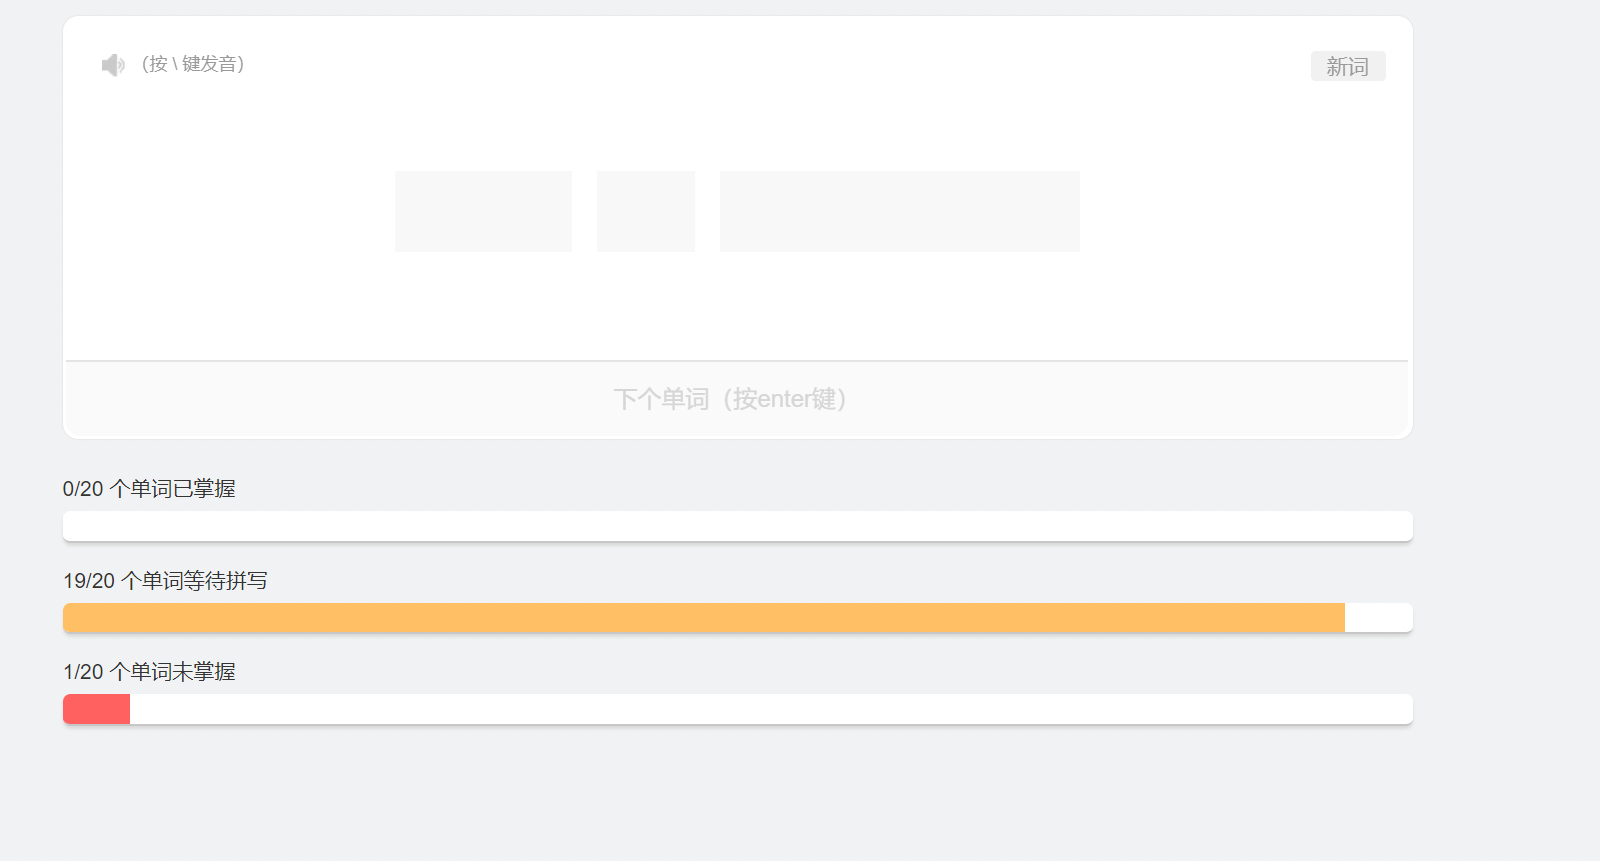 （按 \ 键发音）
新词
下个单词（按enter键）
0/20 个单词已掌握
19/20 个单词等待拼写
1/20 个单词未掌握